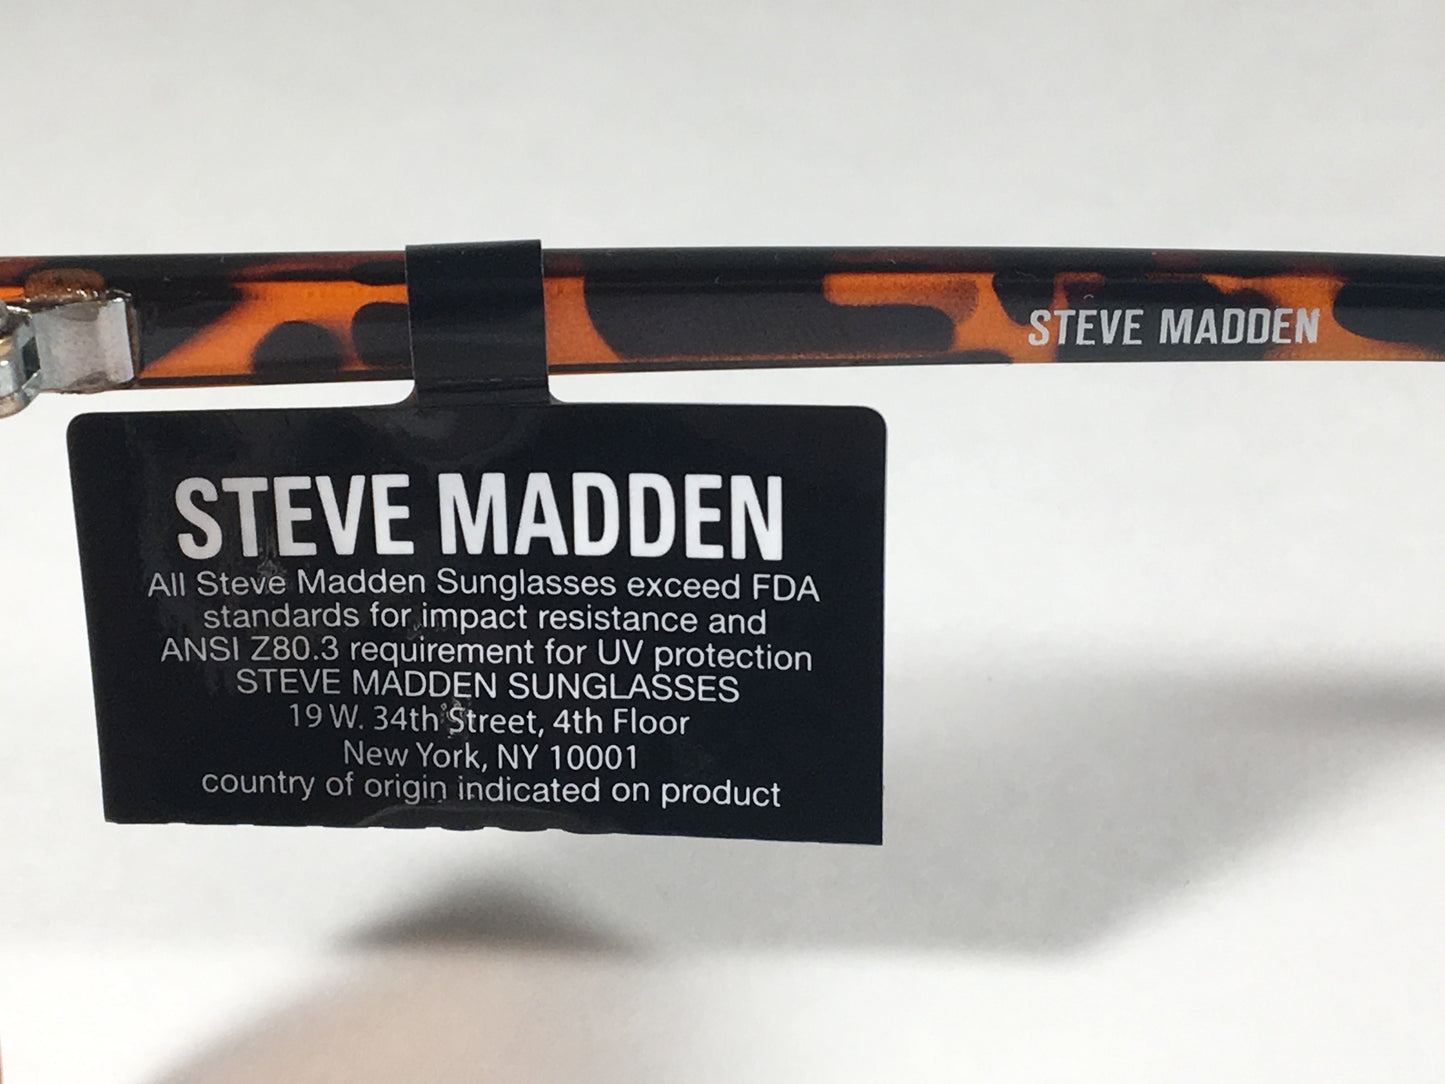 STEVE MADDEN
STEVE MADDEN
All Steve Madden Sunglasses exceed FDA
standards for impact resistance and
ANSI Z80.3 requirement for UV protection
STEVE MADDEN SUNGLASSES
19 W. 34th Street, 4th Floor
New York, NY 10001
country of origin indicated on product